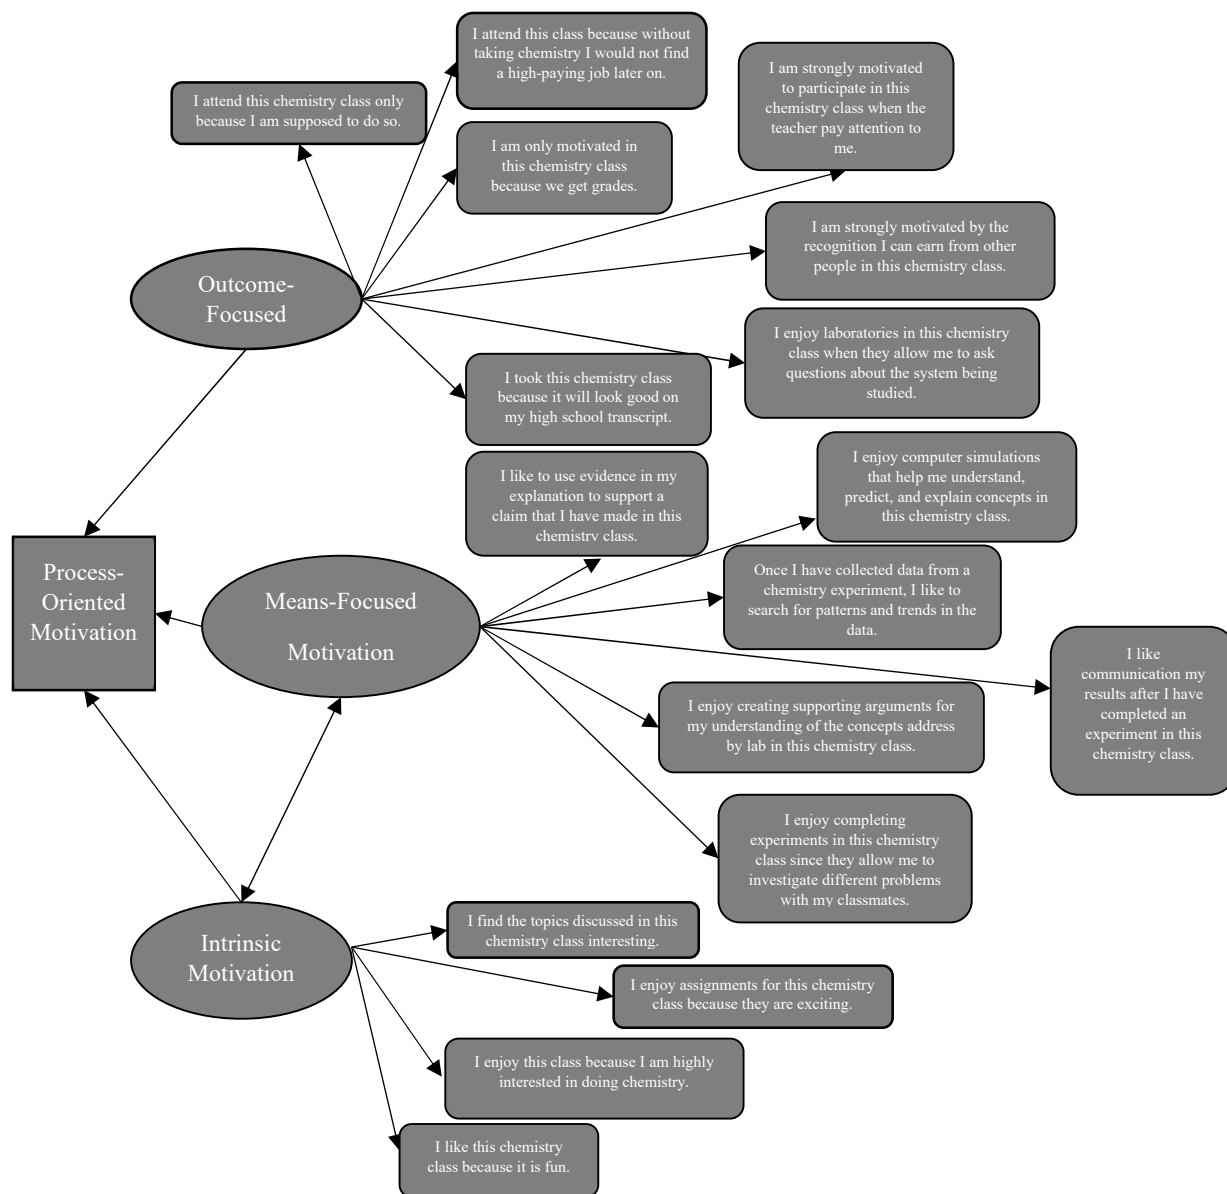 I attend this class because without
taking chemistry I would not find
a high-paying job later on.
I am strongly motivated
to participate in this
chemistry class when the
teacher pay attention to
me.
I attend this chemistry class only
because I am supposed to do so.
I am only motivated in
this chemistry class
because we get grades.
I am strongly motivated by the
recognition I can earn from other
people in this chemistry class.
Outcome-
Focused
I enjoy laboratories in this chemistry
class when they allow me to ask
questions about the system being
studied.
I took this chemistry class
because it will look good on
my high school transcript.
I enjoy computer simulations
that help me understand,
predict, and explain concepts in
this chemistry class.
I like to use evidence in my
explanation to support a
claim that I have made in this
chemistry class.
Process-
Oriented
Motivation
Means-Focused
Motivation
Once I have collected data from a
chemistry experiment, I like to
search for patterns and trends in the
data.
I like
communication my
results after I have
completed an
experiment in this
chemistry class.
I enjoy creating supporting arguments for
my understanding of the concepts address
by lab in this chemistry class.
I enjoy completing
experiments in this chemistry
class since they allow me to
investigate different problems
with my classmates.
Intrinsic
Motivation
I find the topics discussed in this
chemistry class interesting.
I enjoy assignments for this chemistry
class because they are exciting.
I enjoy this class because I am highly
interested in doing chemistry.
I like this chemistry
class because it is fun.